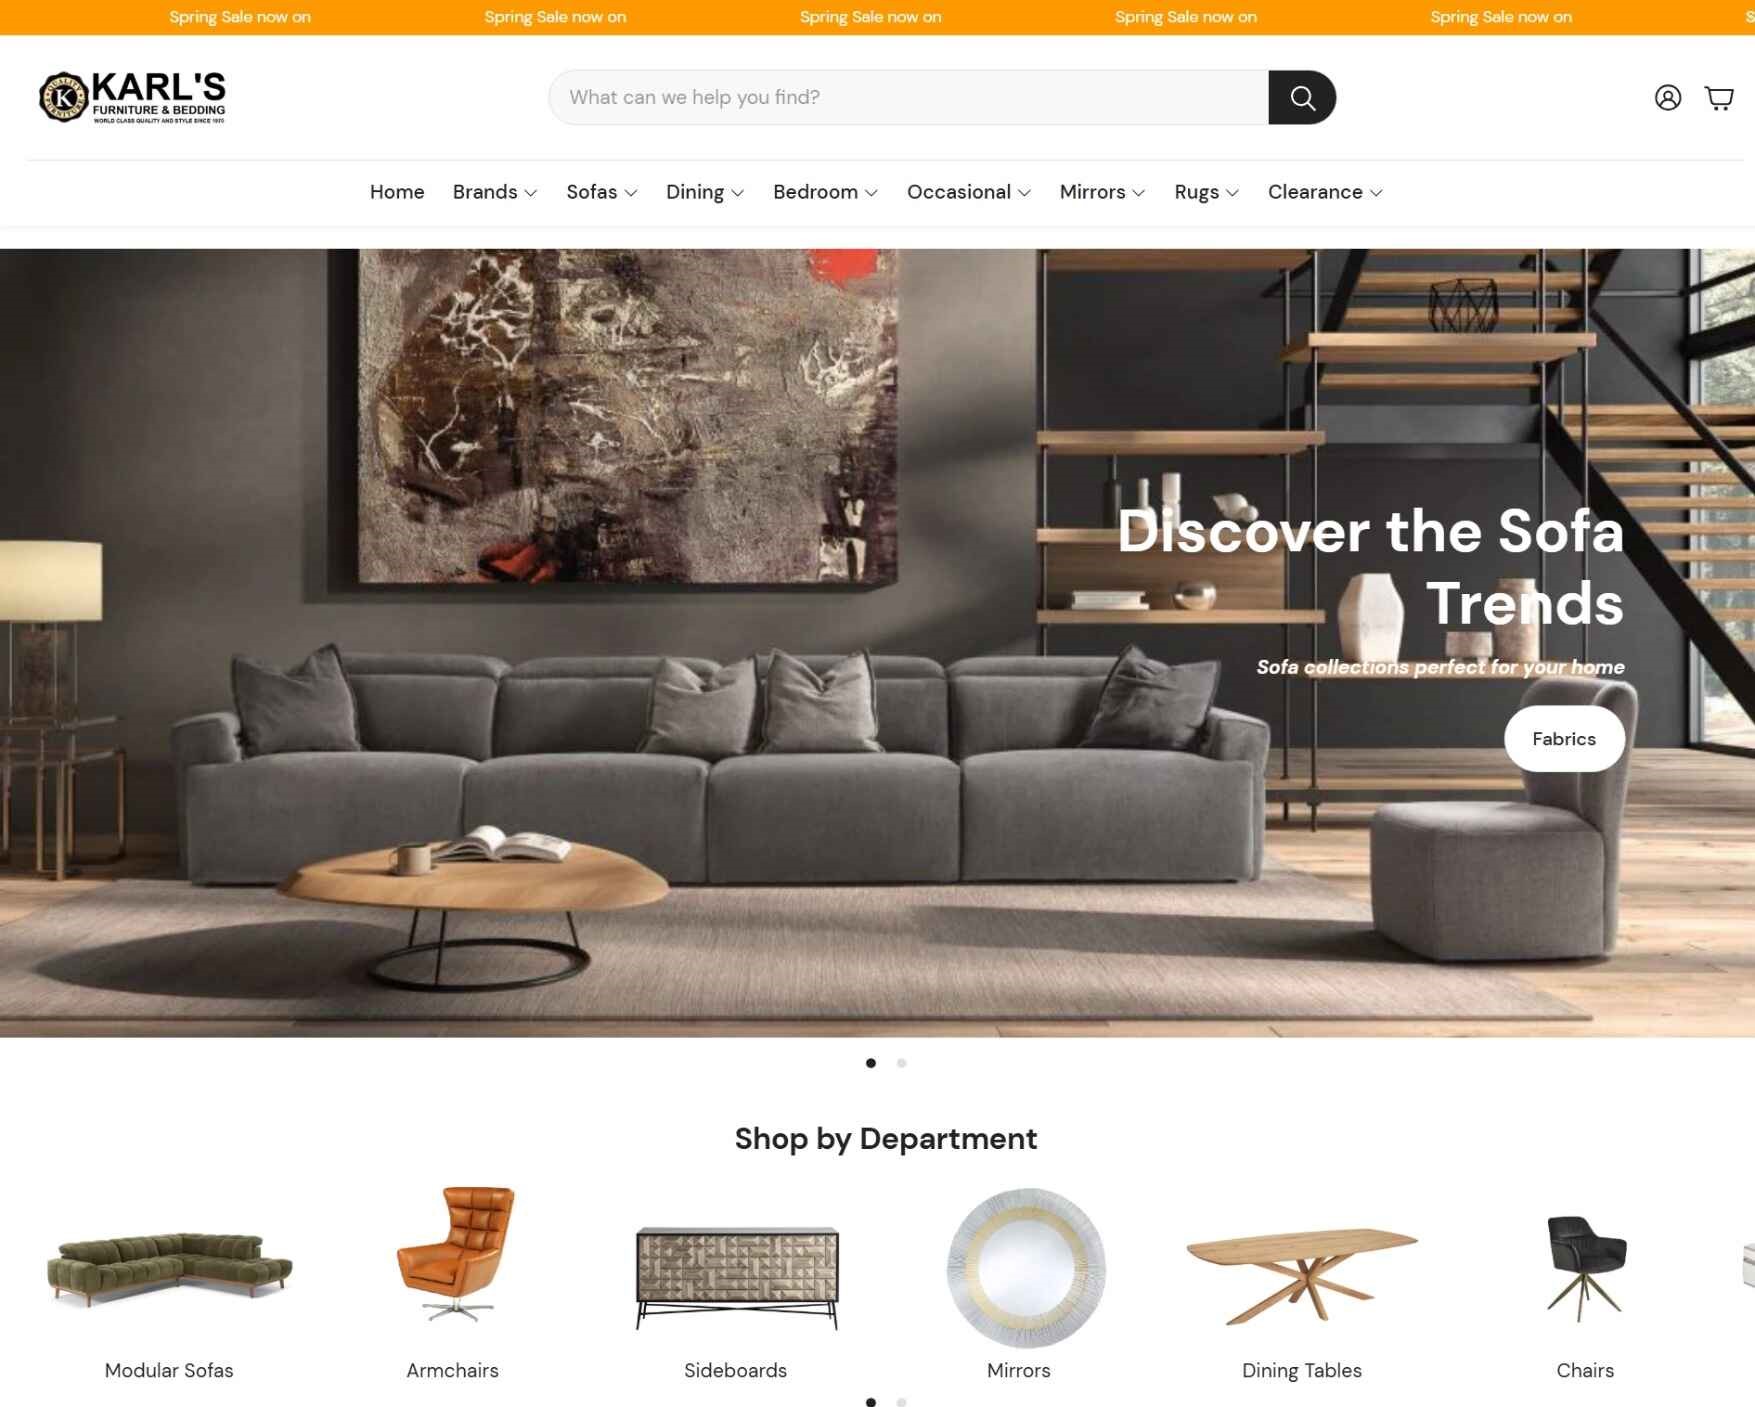 Spring Sale now on Spring Sale now on Spring Sale now on Spring Sale now on Spring Sale now on S
QUALITY
K
FURNITURE
KARL'S
FURNITURE & BEDDING
WORLD CLASS QUALITY AND STYLE SINCE 1970
What can we help you find?
Home Brands Sofas Dining Bedroom Occasional Mirrors Rugs Clearance
Discover the Sofa
Trends
Sofa collections perfect for your home
Fabrics
Shop by Department
Modular Sofas Armchairs Sideboards Mirrors Dining Tables Chairs